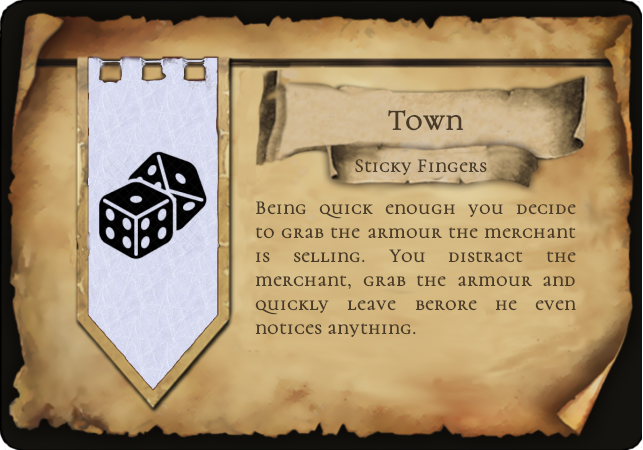 Town
Sticky Fingers
Being quick enough you decide
to grab the armour the merchant
is selling. You distract the
merchant, grab the armour and
quickly leave berore he even
notices anything.